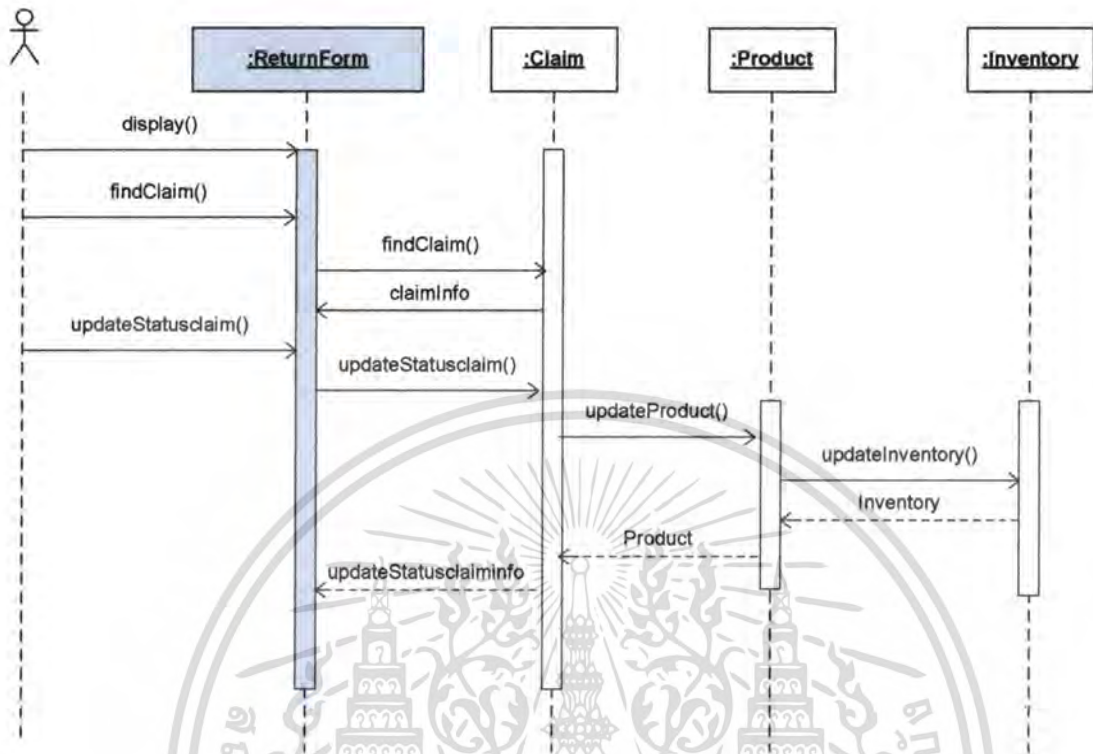 :ReturnForm
:Claim
:Product
:Inventory
display()
findClaim()
findClaim()
claimInfo
updateStatusclaim()
updateStatusclaim()
updateProduct()
updateInventory()
Inventory
Product
updateStatusclaimInfo